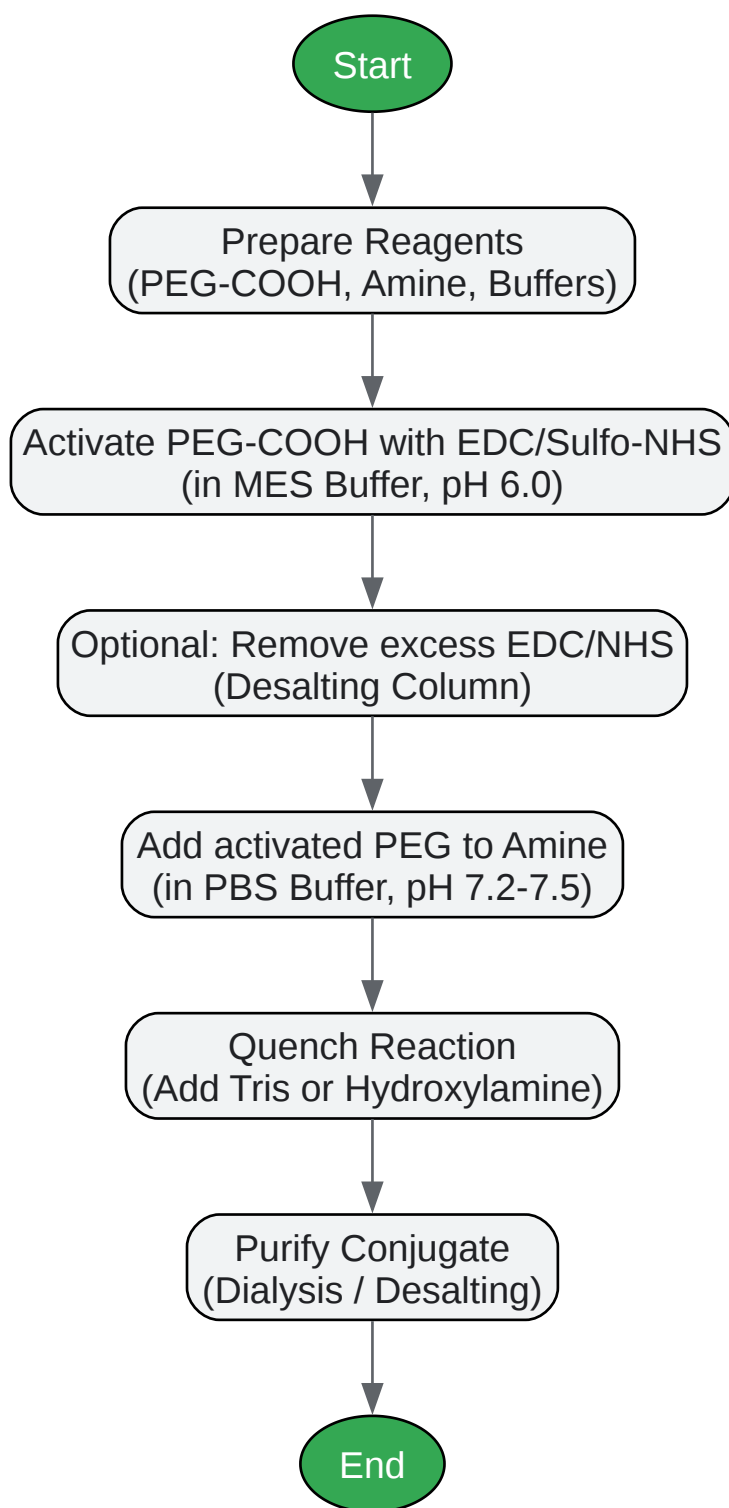 Start
Prepare Reagents
(PEG-COOH, Amine, Buffers)
Activate PEG-COOH with EDC/Sulfo-NHS
(in MES Buffer, pH 6.0)
Optional: Remove excess EDC/NHS
(Desalting Column)
Add activated PEG to Amine
(in PBS Buffer, pH 7.2-7.5)
Quench Reaction
(Add Tris or Hydroxylamine)
Purify Conjugate
(Dialysis / Desalting)
End